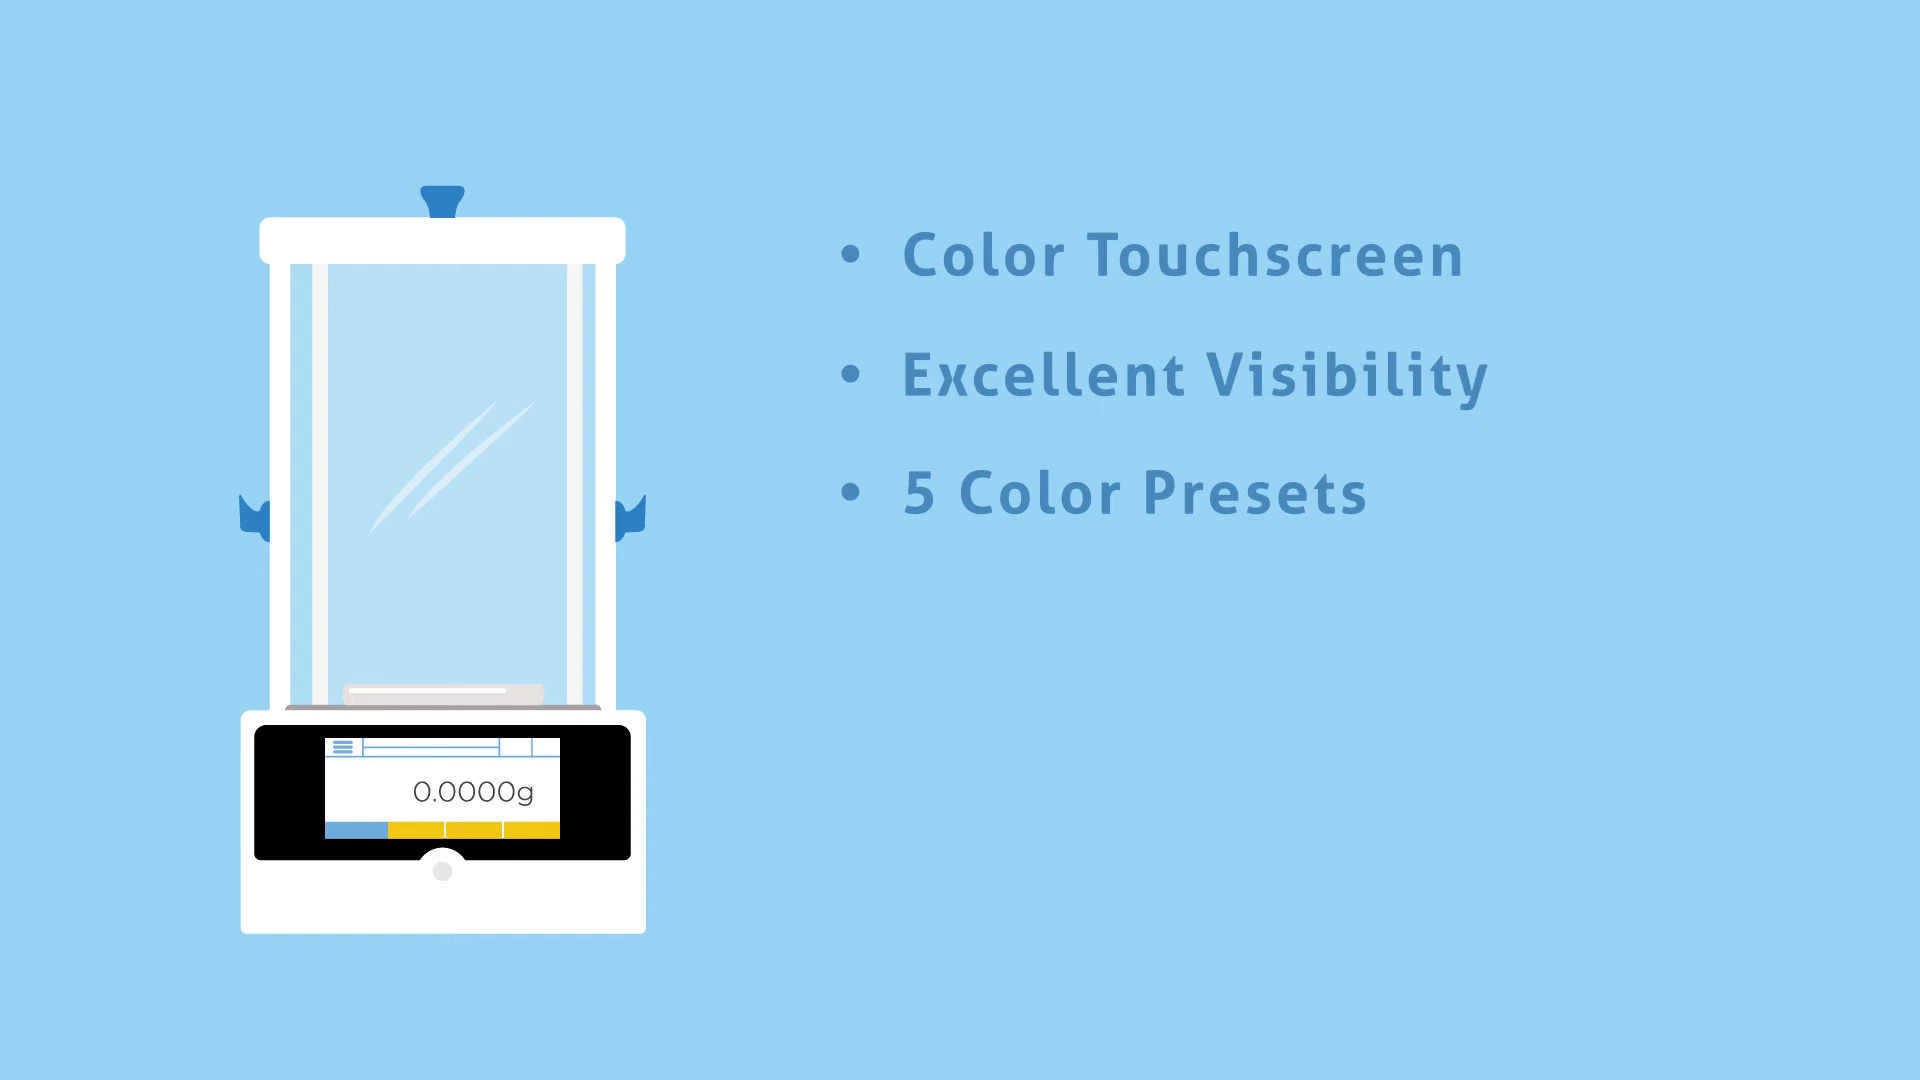 • Color Touchscreen
• Excellent Visibility
• 5 Color Presets
0.0000g